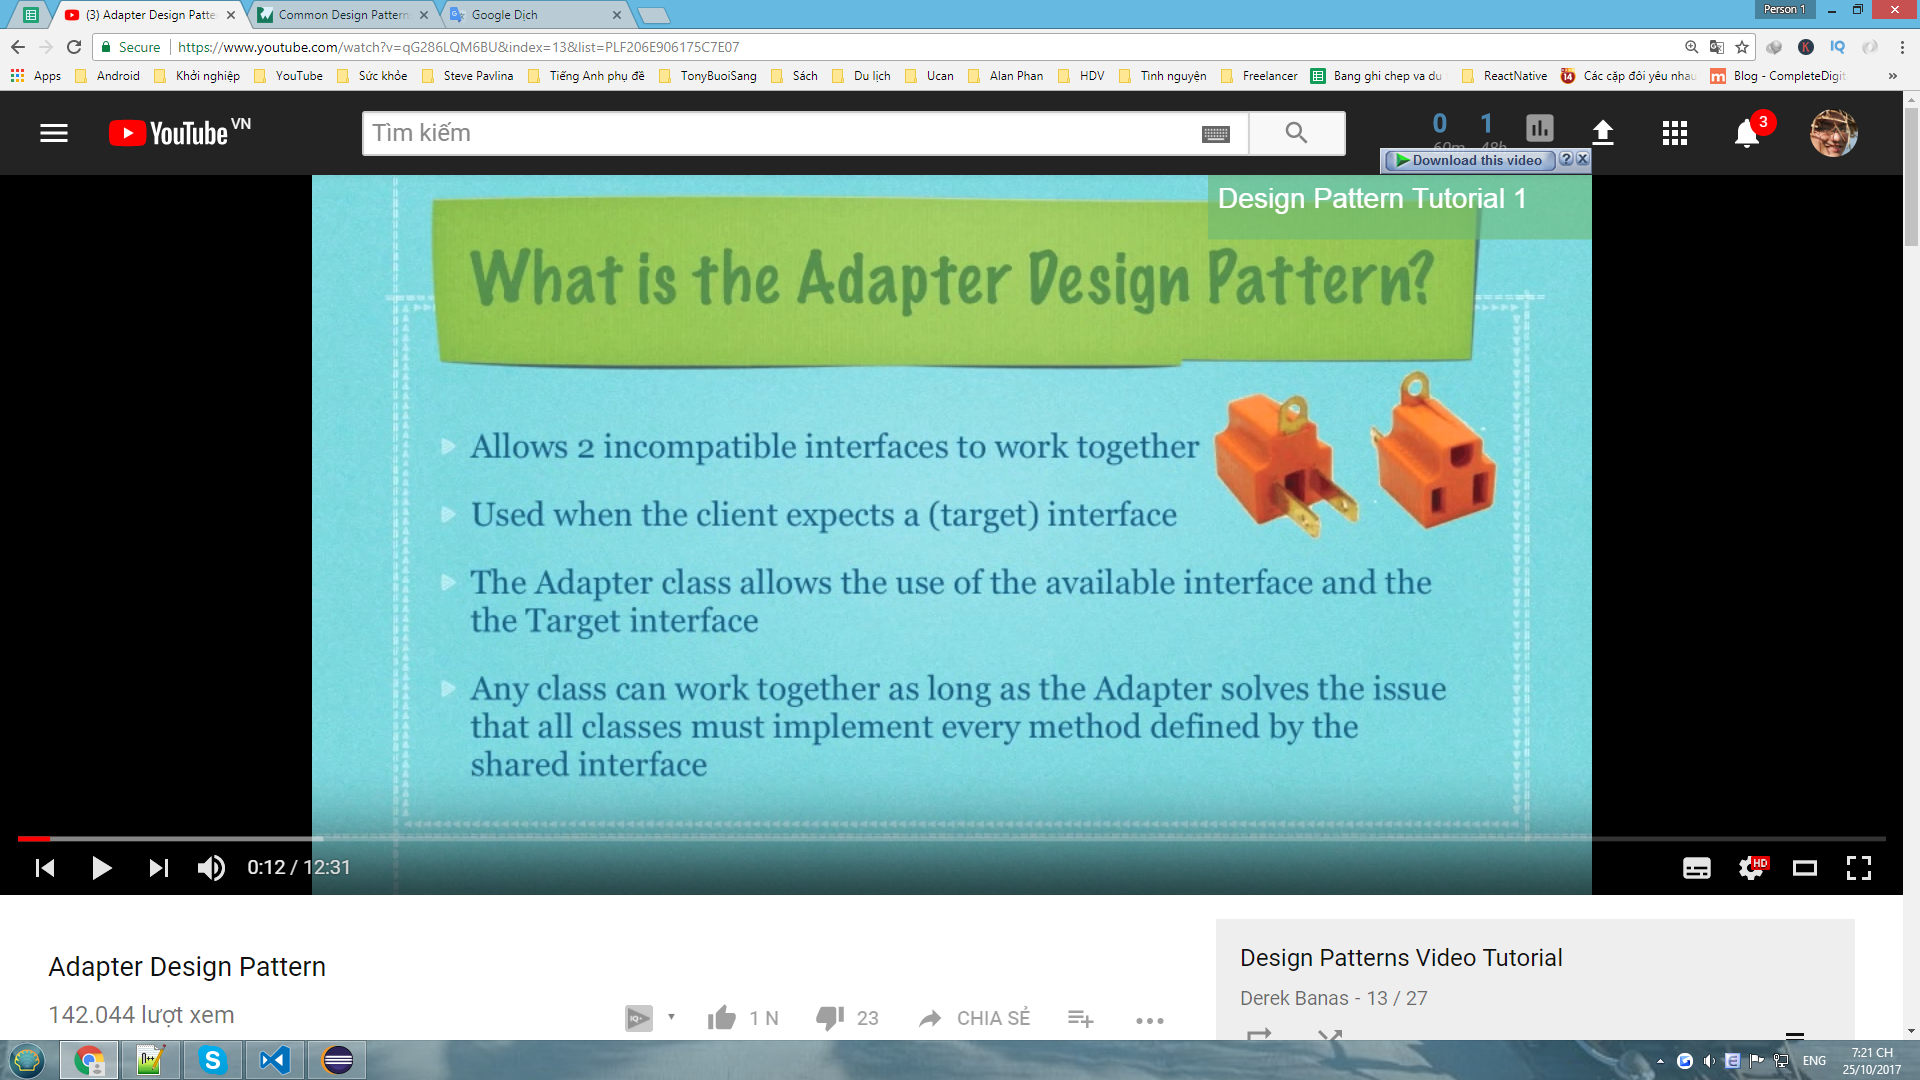 (3) Adapter Design Patte
Common Design Pattern
Google Dịch
Person 1
Secure
https://www.youtube.com/watch?v=qG286LQM6BU&index=13&list=PLF206E906175C7E07
Apps
Android
Khởi nghiệp
YouTube
Sức khỏe
Steve Pavlina
Tiếng Anh phụ đề
TonyBuoiSang
Sách
Du lịch
Ucan
Alan Phan
HDV
Tình nguyện
Freelancer
Bang ghi chep va du
ReactNative
Các cặp đôi yêu nhau
Blog - CompleteDigit
YouTube VN
Tìm kiếm
0 1
60m 48h
3
Download this video
Design Pattern Tutorial 1
What is the Adapter Design Pattern?
Allows 2 incompatible interfaces to work together
Used when the client expects a (target) interface
The Adapter class allows the use of the available interface and the
the Target interface
Any class can work together as long as the Adapter solves the issue
that all classes must implement every method defined by the
shared interface
0:12 / 12:31
HD
Adapter Design Pattern
142.044 lượt xem
1 N
23
CHIA SẺ
Design Patterns Video Tutorial
Derek Banas - 13 / 27
ENG
7:21 CH
25/10/2017